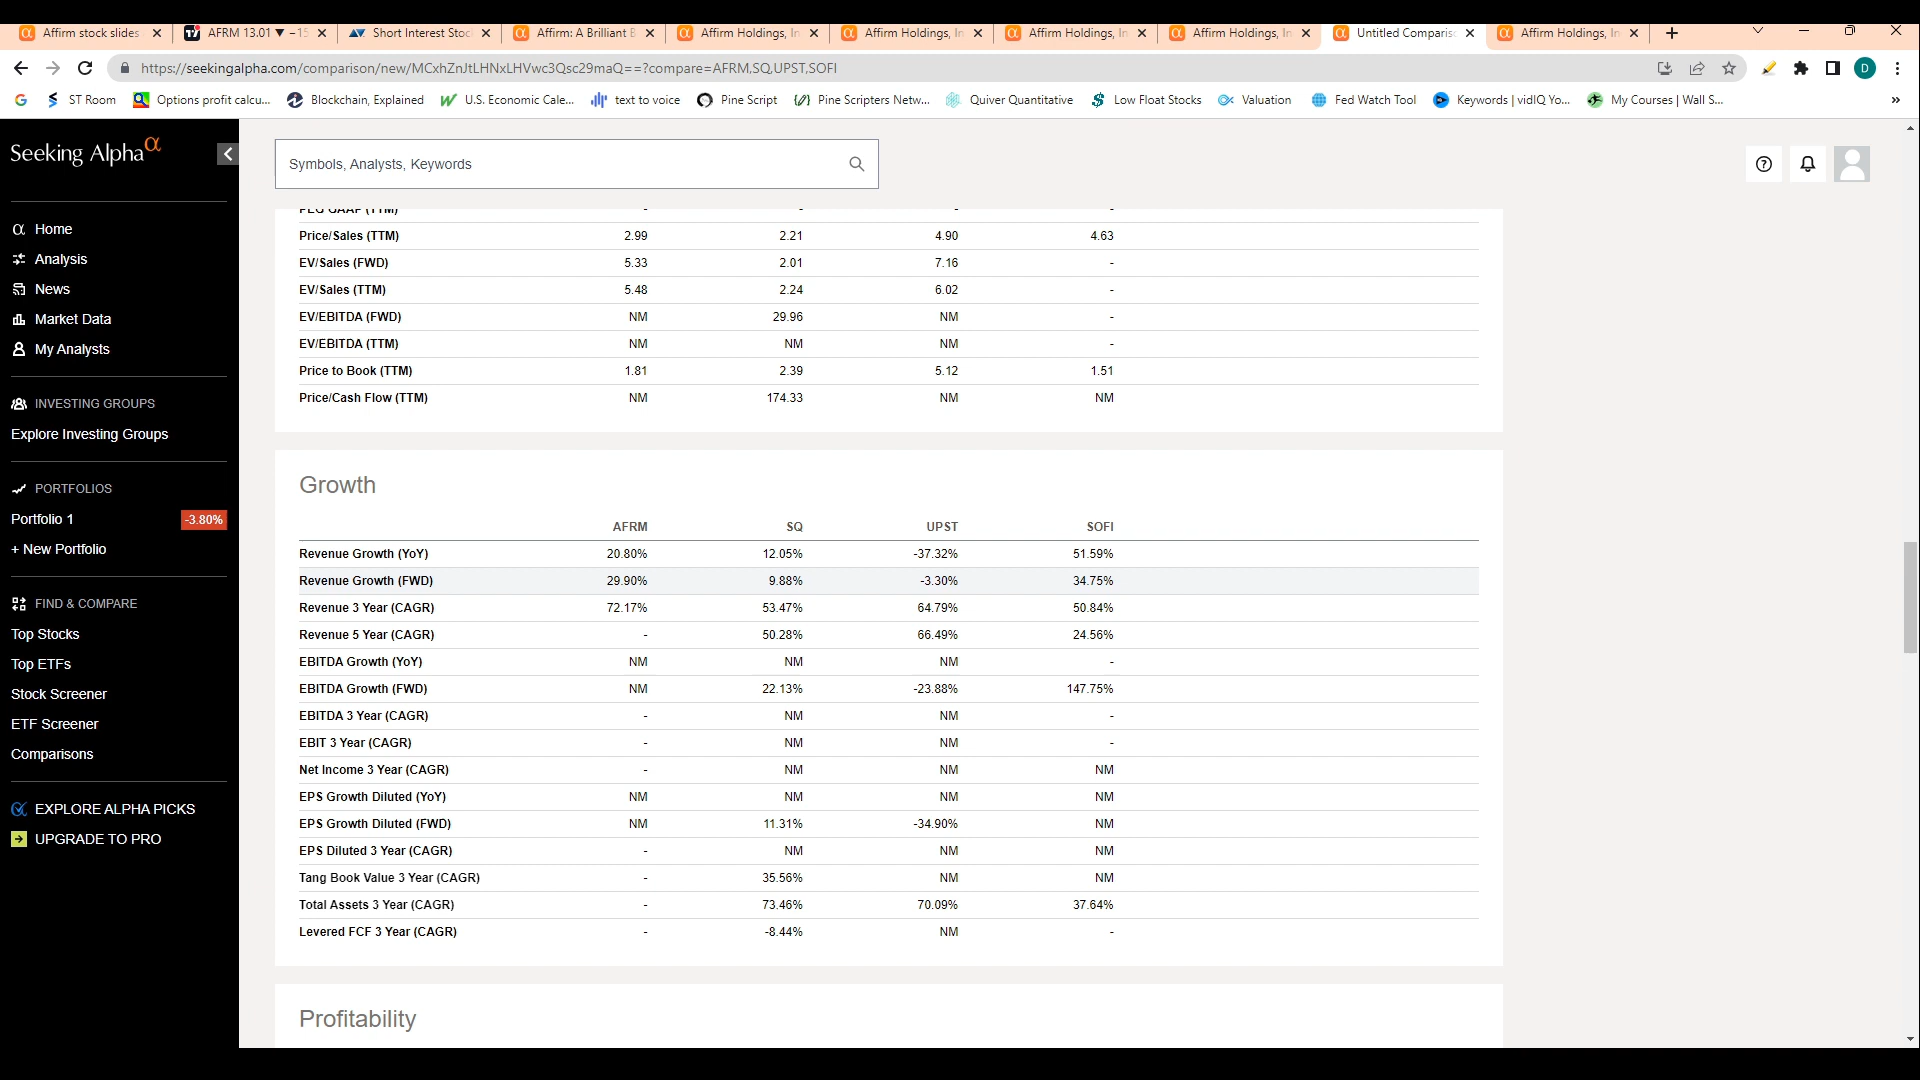 Affirm stock slides
AFRM 13.01 ▼ −15
Short Interest Stoc
Affirm: A Brilliant B
Affirm Holdings, In
Affirm Holdings, In
Affirm Holdings, In
Affirm Holdings, In
Untitled Comparis
Affirm Holdings, In
https://seekingalpha.com/comparison/new/MCxhZnJtLHNxLHVwc3Qsc29maQ==?compare=AFRM,SQ,UPST,SOFI
D
ST Room
Options profit calcu...
Blockchain, Explained
U.S. Economic Cale...
text to voice
Pine Script
Pine Scripters Netw...
Quiver Quantitative
Low Float Stocks
Valuation
Fed Watch Tool
Keywords | vidIQ Yo...
My Courses | Wall S...
»
Seeking Alpha α
Symbols, Analysts, Keywords
Home
Analysis
News
Market Data
My Analysts
INVESTING GROUPS
Explore Investing Groups
PORTFOLIOS
Portfolio 1 -3.80%
+ New Portfolio
FIND & COMPARE
Top Stocks
Top ETFs
Stock Screener
ETF Screener
Comparisons
EXPLORE ALPHA PICKS
UPGRADE TO PRO
PEG GAAP (TTM) - - - -
Price/Sales (TTM) 2.99 2.21 4.90 4.63
EV/Sales (FWD) 5.33 2.01 7.16 -
EV/Sales (TTM) 5.48 2.24 6.02 -
EV/EBITDA (FWD) NM 29.96 NM -
EV/EBITDA (TTM) NM NM NM -
Price to Book (TTM) 1.81 2.39 5.12 1.51
Price/Cash Flow (TTM) NM 174.33 NM NM
Growth
AFRM SQ UPST SOFI
Revenue Growth (YoY) 20.80% 12.05% -37.32% 51.59%
Revenue Growth (FWD) 29.90% 9.88% -3.30% 34.75%
Revenue 3 Year (CAGR) 72.17% 53.47% 64.79% 50.84%
Revenue 5 Year (CAGR) - 50.28% 66.49% 24.56%
EBITDA Growth (YoY) NM NM NM -
EBITDA Growth (FWD) NM 22.13% -23.88% 147.75%
EBITDA 3 Year (CAGR) - NM NM -
EBIT 3 Year (CAGR) - NM NM -
Net Income 3 Year (CAGR) - NM NM NM
EPS Growth Diluted (YoY) NM NM NM NM
EPS Growth Diluted (FWD) NM 11.31% -34.90% NM
EPS Diluted 3 Year (CAGR) - NM NM NM
Tang Book Value 3 Year (CAGR) - 35.56% NM NM
Total Assets 3 Year (CAGR) - 73.46% 70.09% 37.64%
Levered FCF 3 Year (CAGR) - -8.44% NM -
Profitability